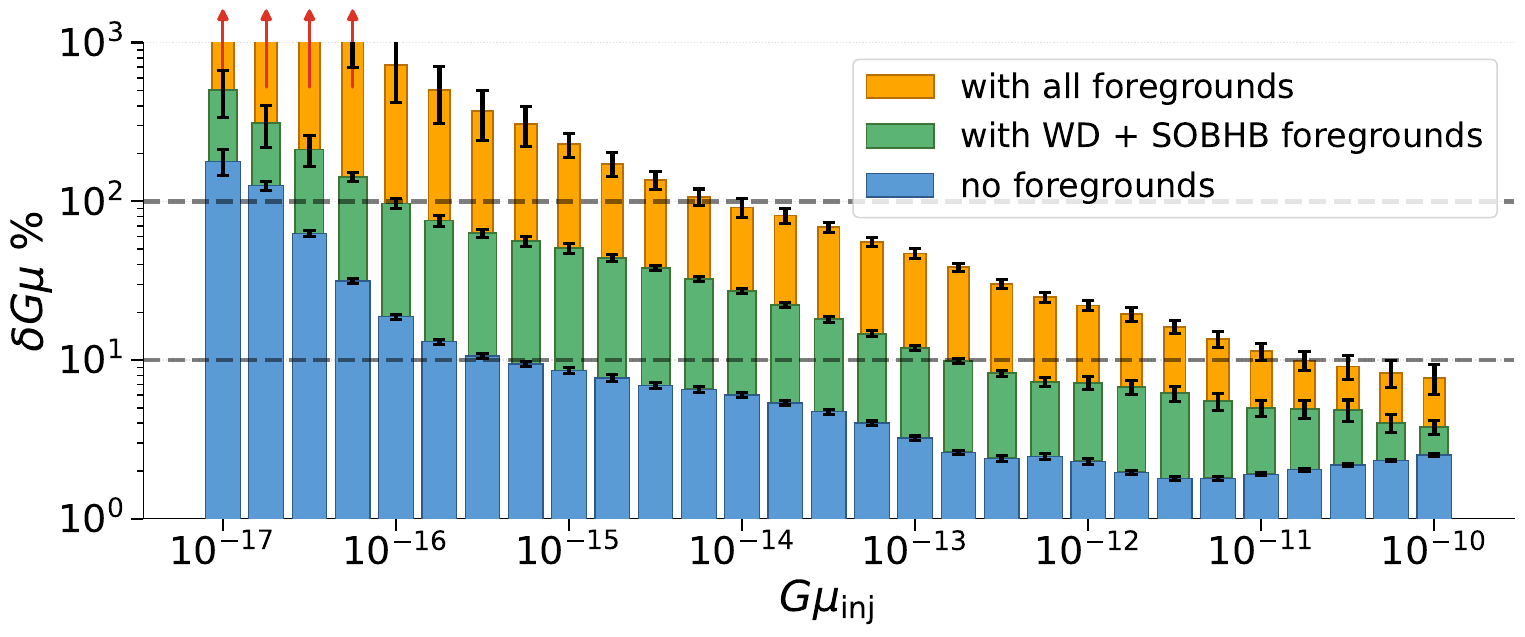 10³
10²
10¹
10⁰
δGμ %
with all foregrounds
with WD + SOBHB foregrounds
no foregrounds
10⁻¹⁷ 10⁻¹⁶ 10⁻¹⁵ 10⁻¹⁴ 10⁻¹³ 10⁻¹² 10⁻¹¹ 10⁻¹⁰
Gμinj